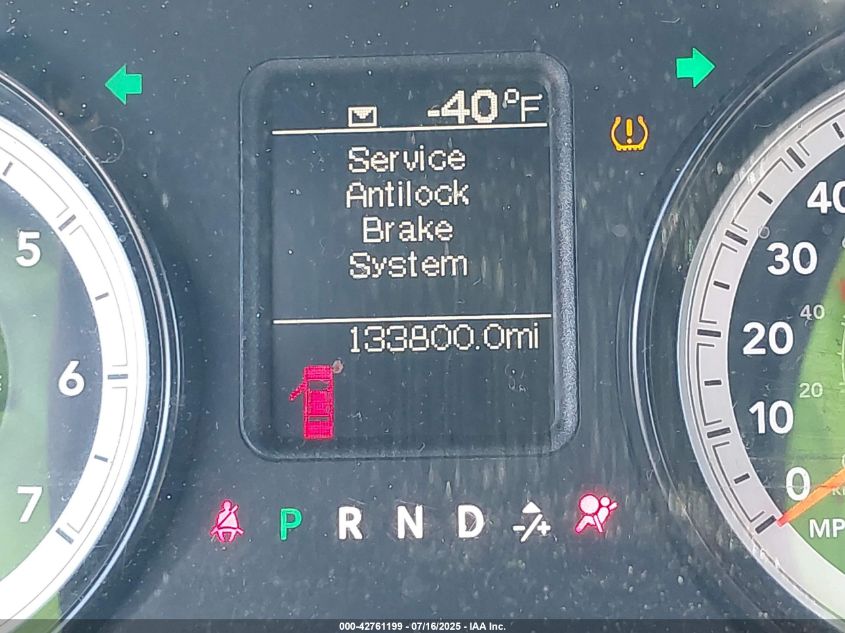 -40°F
Service
Antilock
Brake
System
133800.0mi
5
6
7
40
30
20
10
0
40
20
MP
P R N D -/+
000-42761199 - 07/16/2025 - IAA Inc.